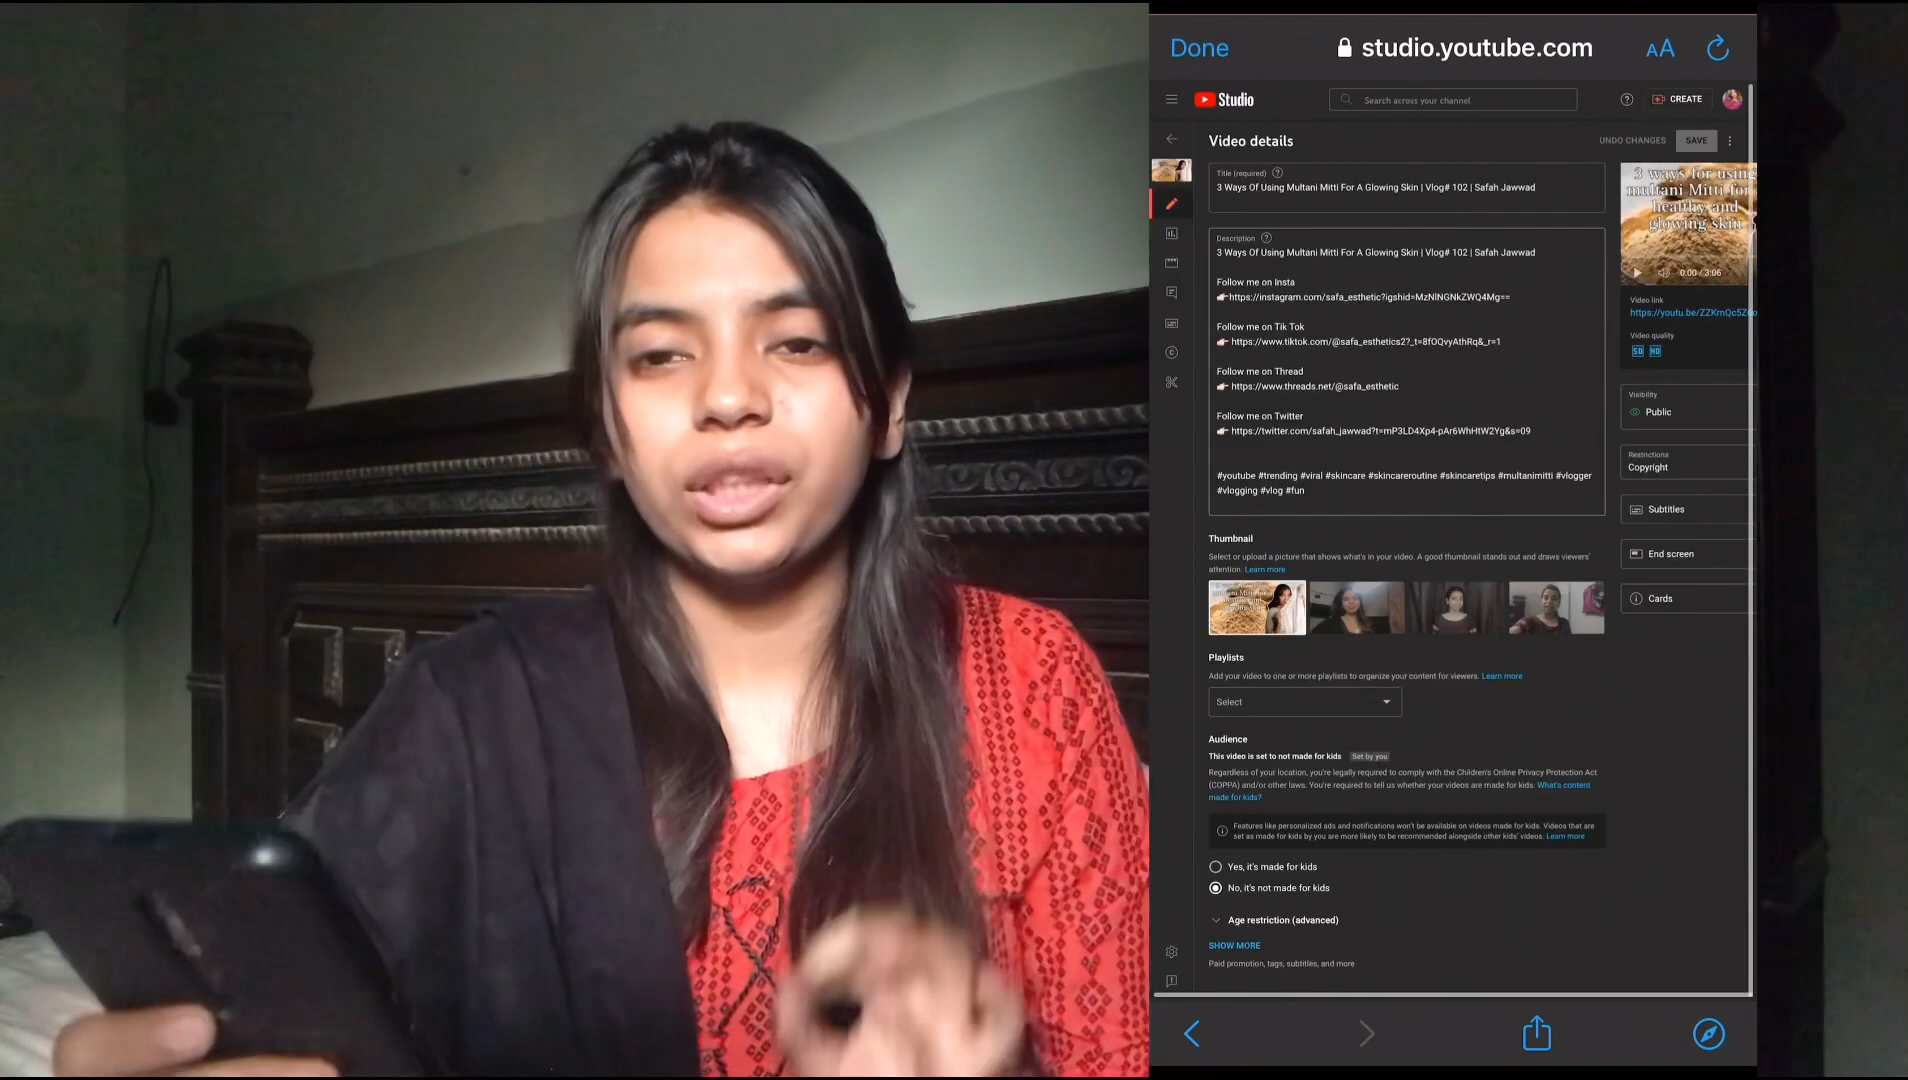 Done
studio.youtube.com
AA
Studio
Search across your channel
CREATE
Video details
UNDO CHANGES
SAVE
Title (required)
3 Ways Of Using Multani Mitti For A Glowing Skin | Vlog# 102 | Safah Jawwad
Description
3 Ways Of Using Multani Mitti For A Glowing Skin | Vlog# 102 | Safah Jawwad
Follow me on Insta
👉https://instagram.com/safa_esthetic?igshid=MzNlNGNkZWQ4Mg==
Follow me on Tik Tok
👉 https://www.tiktok.com/@safa_esthetics2?_t=8fOQvyAthRq&_r=1
Follow me on Thread
👉 https://www.threads.net/@safa_esthetic
Follow me on Twitter
👉 https://twitter.com/safah_jawwad?t=mP3LD4Xp4-pAr6WhHtW2Yg&s=09
#youtube #trending #viral #skincare #skincareroutine #skincaretips #multanimitti #vlogger
#vlogging #vlog #fun
Thumbnail
Select or upload a picture that shows what's in your video. A good thumbnail stands out and draws viewers'
attention. Learn more
Playlists
Add your video to one or more playlists to organize your content for viewers. Learn more
Select
Audience
This video is set to not made for kids Set by you
Regardless of your location, you're legally required to comply with the Children's Online Privacy Protection Act
(COPPA) and/or other laws. You're required to tell us whether your videos are made for kids. What's content
made for kids?
Features like personalized ads and notifications won't be available on videos made for kids. Videos that are
set as made for kids by you are more likely to be recommended alongside other kids' videos. Learn more
Yes, it's made for kids
No, it's not made for kids
Age restriction (advanced)
SHOW MORE
Paid promotion, tags, subtitles, and more
3 ways for using
multani Mitti for
healthy and
glowing skin
0:00 / 3:06
Video link
Video quality
SD HD
Visibility
Public
Restrictions
Copyright
Subtitles
End screen
Cards